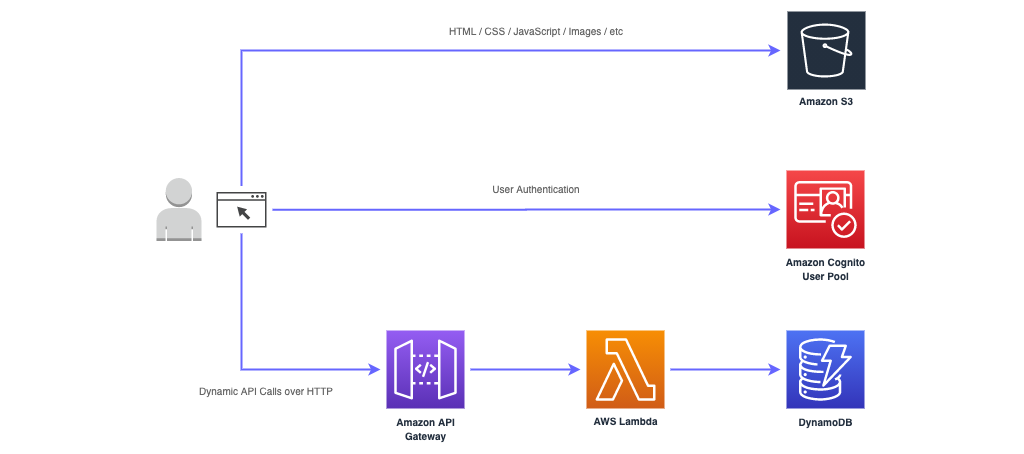 HTML / CSS / JavaScript / Images / etc
Amazon S3
User Authentication
Amazon Cognito
User Pool
Dynamic API Calls over HTTP
Amazon API
Gateway
AWS Lambda
DynamoDB